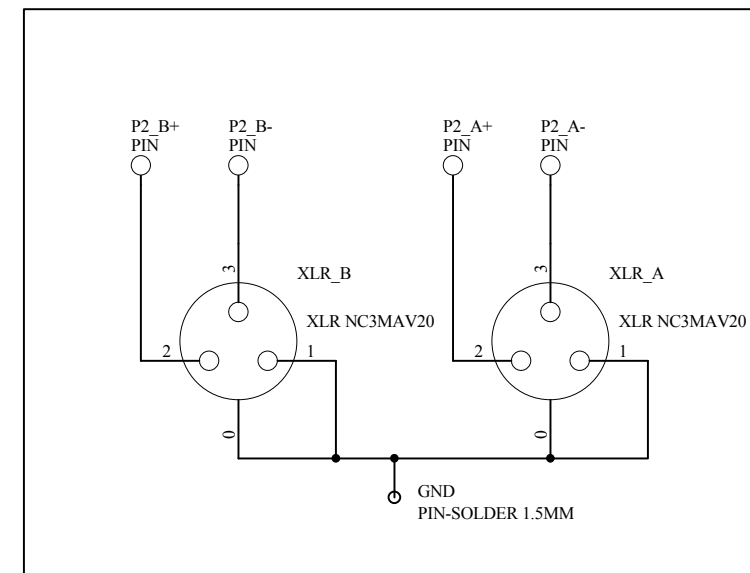 P2_B+
PIN
P2_B-
PIN
P2_A+
PIN
P2_A-
PIN
3
XLR_B
XLR NC3MAV20
2
1
0
3
XLR_A
XLR NC3MAV20
2
1
0
GND
PIN-SOLDER 1.5MM